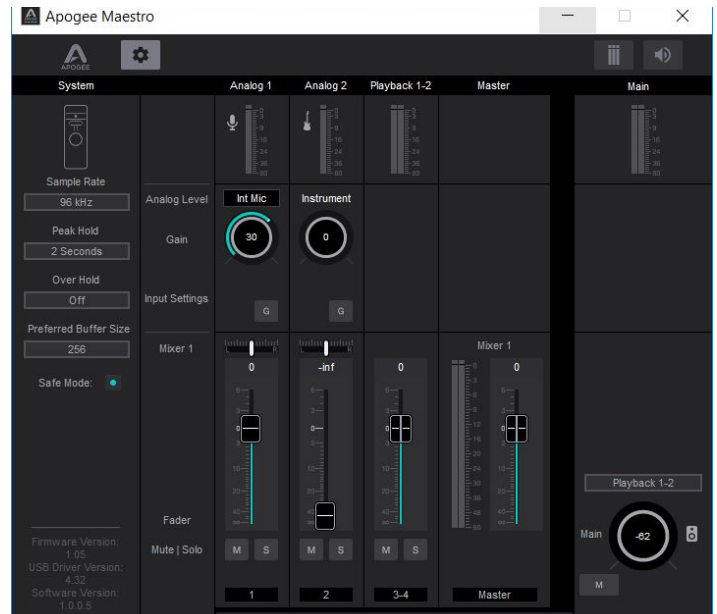 Apogee Maestro
APOGEE
System
Analog 1
Analog 2
Playback 1-2
Master
Main
Sample Rate
96 kHz
Peak Hold
2 Seconds
Over Hold
Off
Preferred Buffer Size
256
Safe Mode:
Analog Level
Int Mic
Instrument
Gain
30
0
Input Settings
G
G
Mixer 1
Mixer 1
0
-inf
0
0
Playback 1-2
Main
-62
M
Fader
Mute | Solo
M S
M S
M S
1
2
3-4
Master
Firmware Version:
1.05
USB Driver Version:
4.32
Software Version:
1.0.0.5